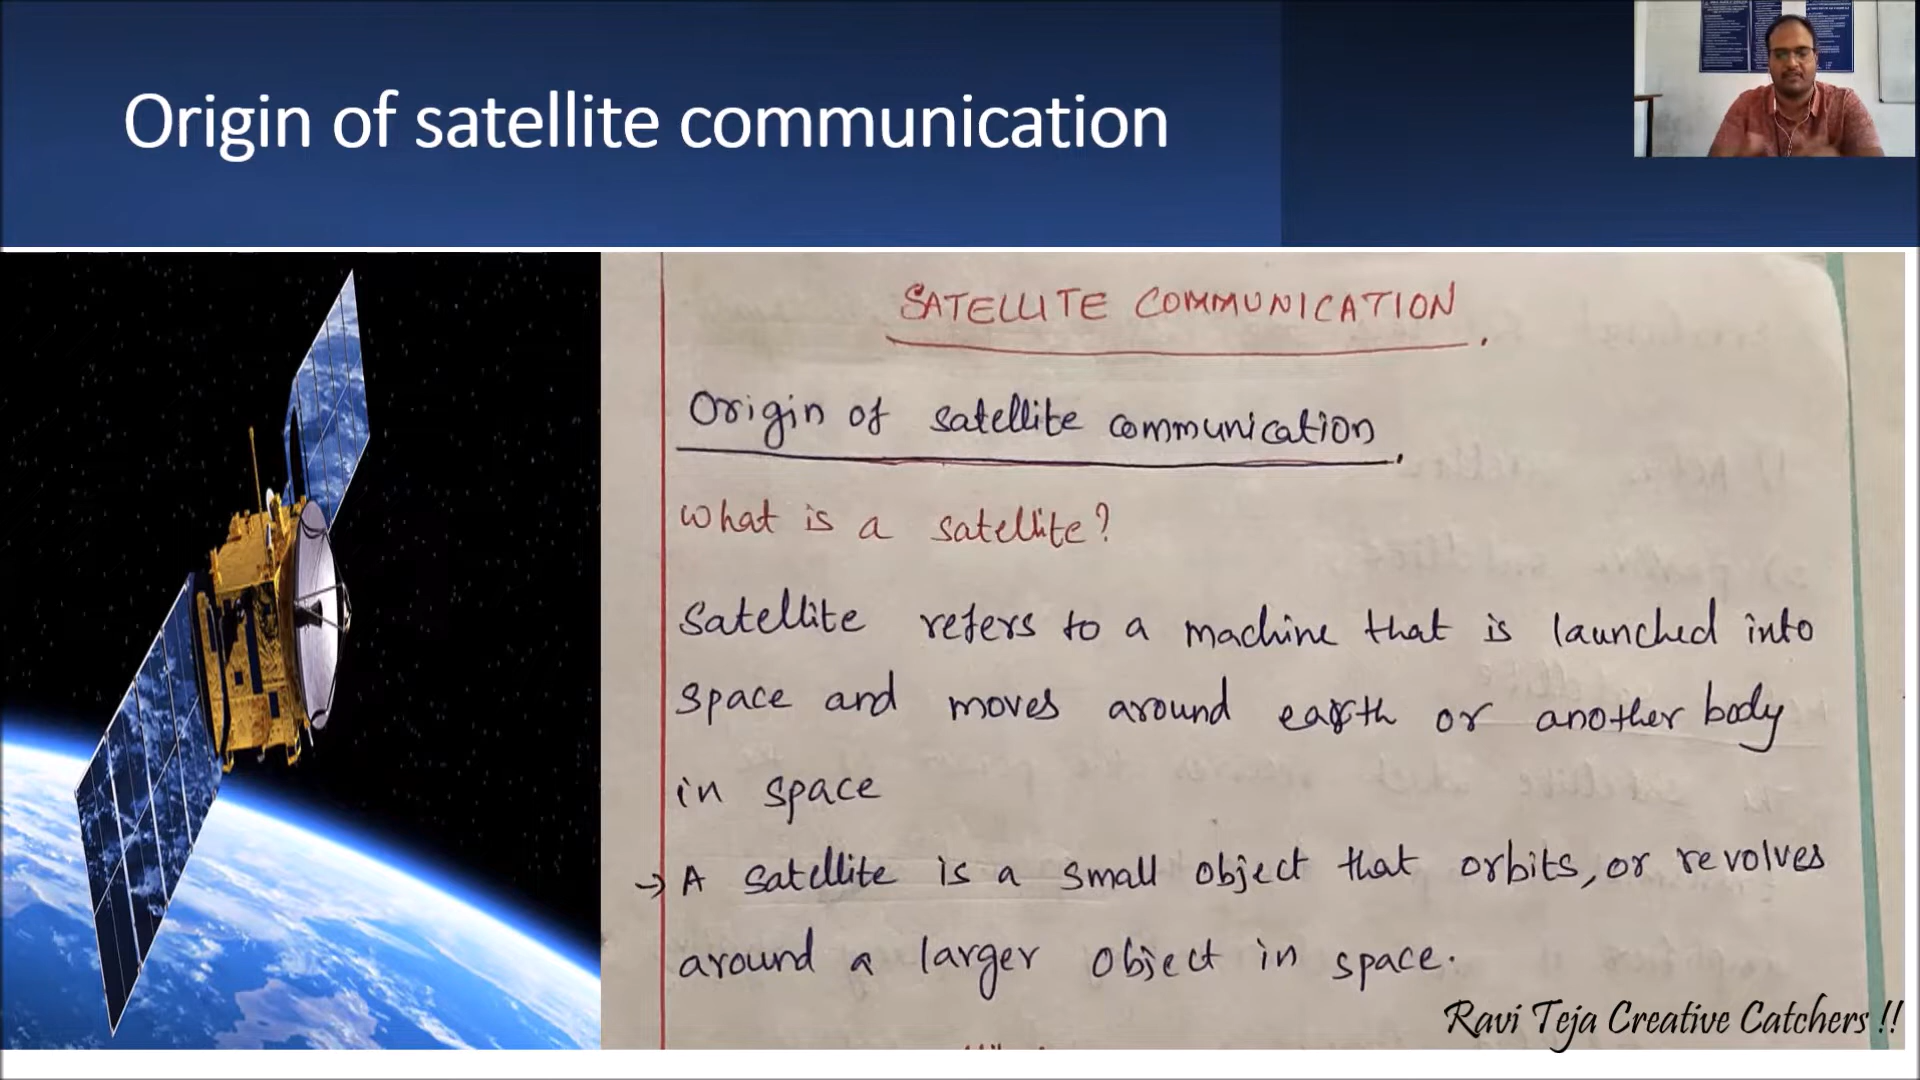 Origin of satellite communication
SATELLITE COMMUNICATION.
Origin of satellite communication.
What is a satellite?
Satellite refers to a machine that is launched into
space and moves around earth or another body
in space
→ A satellite is a small object that orbits, or revolves
around a larger object in space.
Ravi Teja Creative Catchers !!